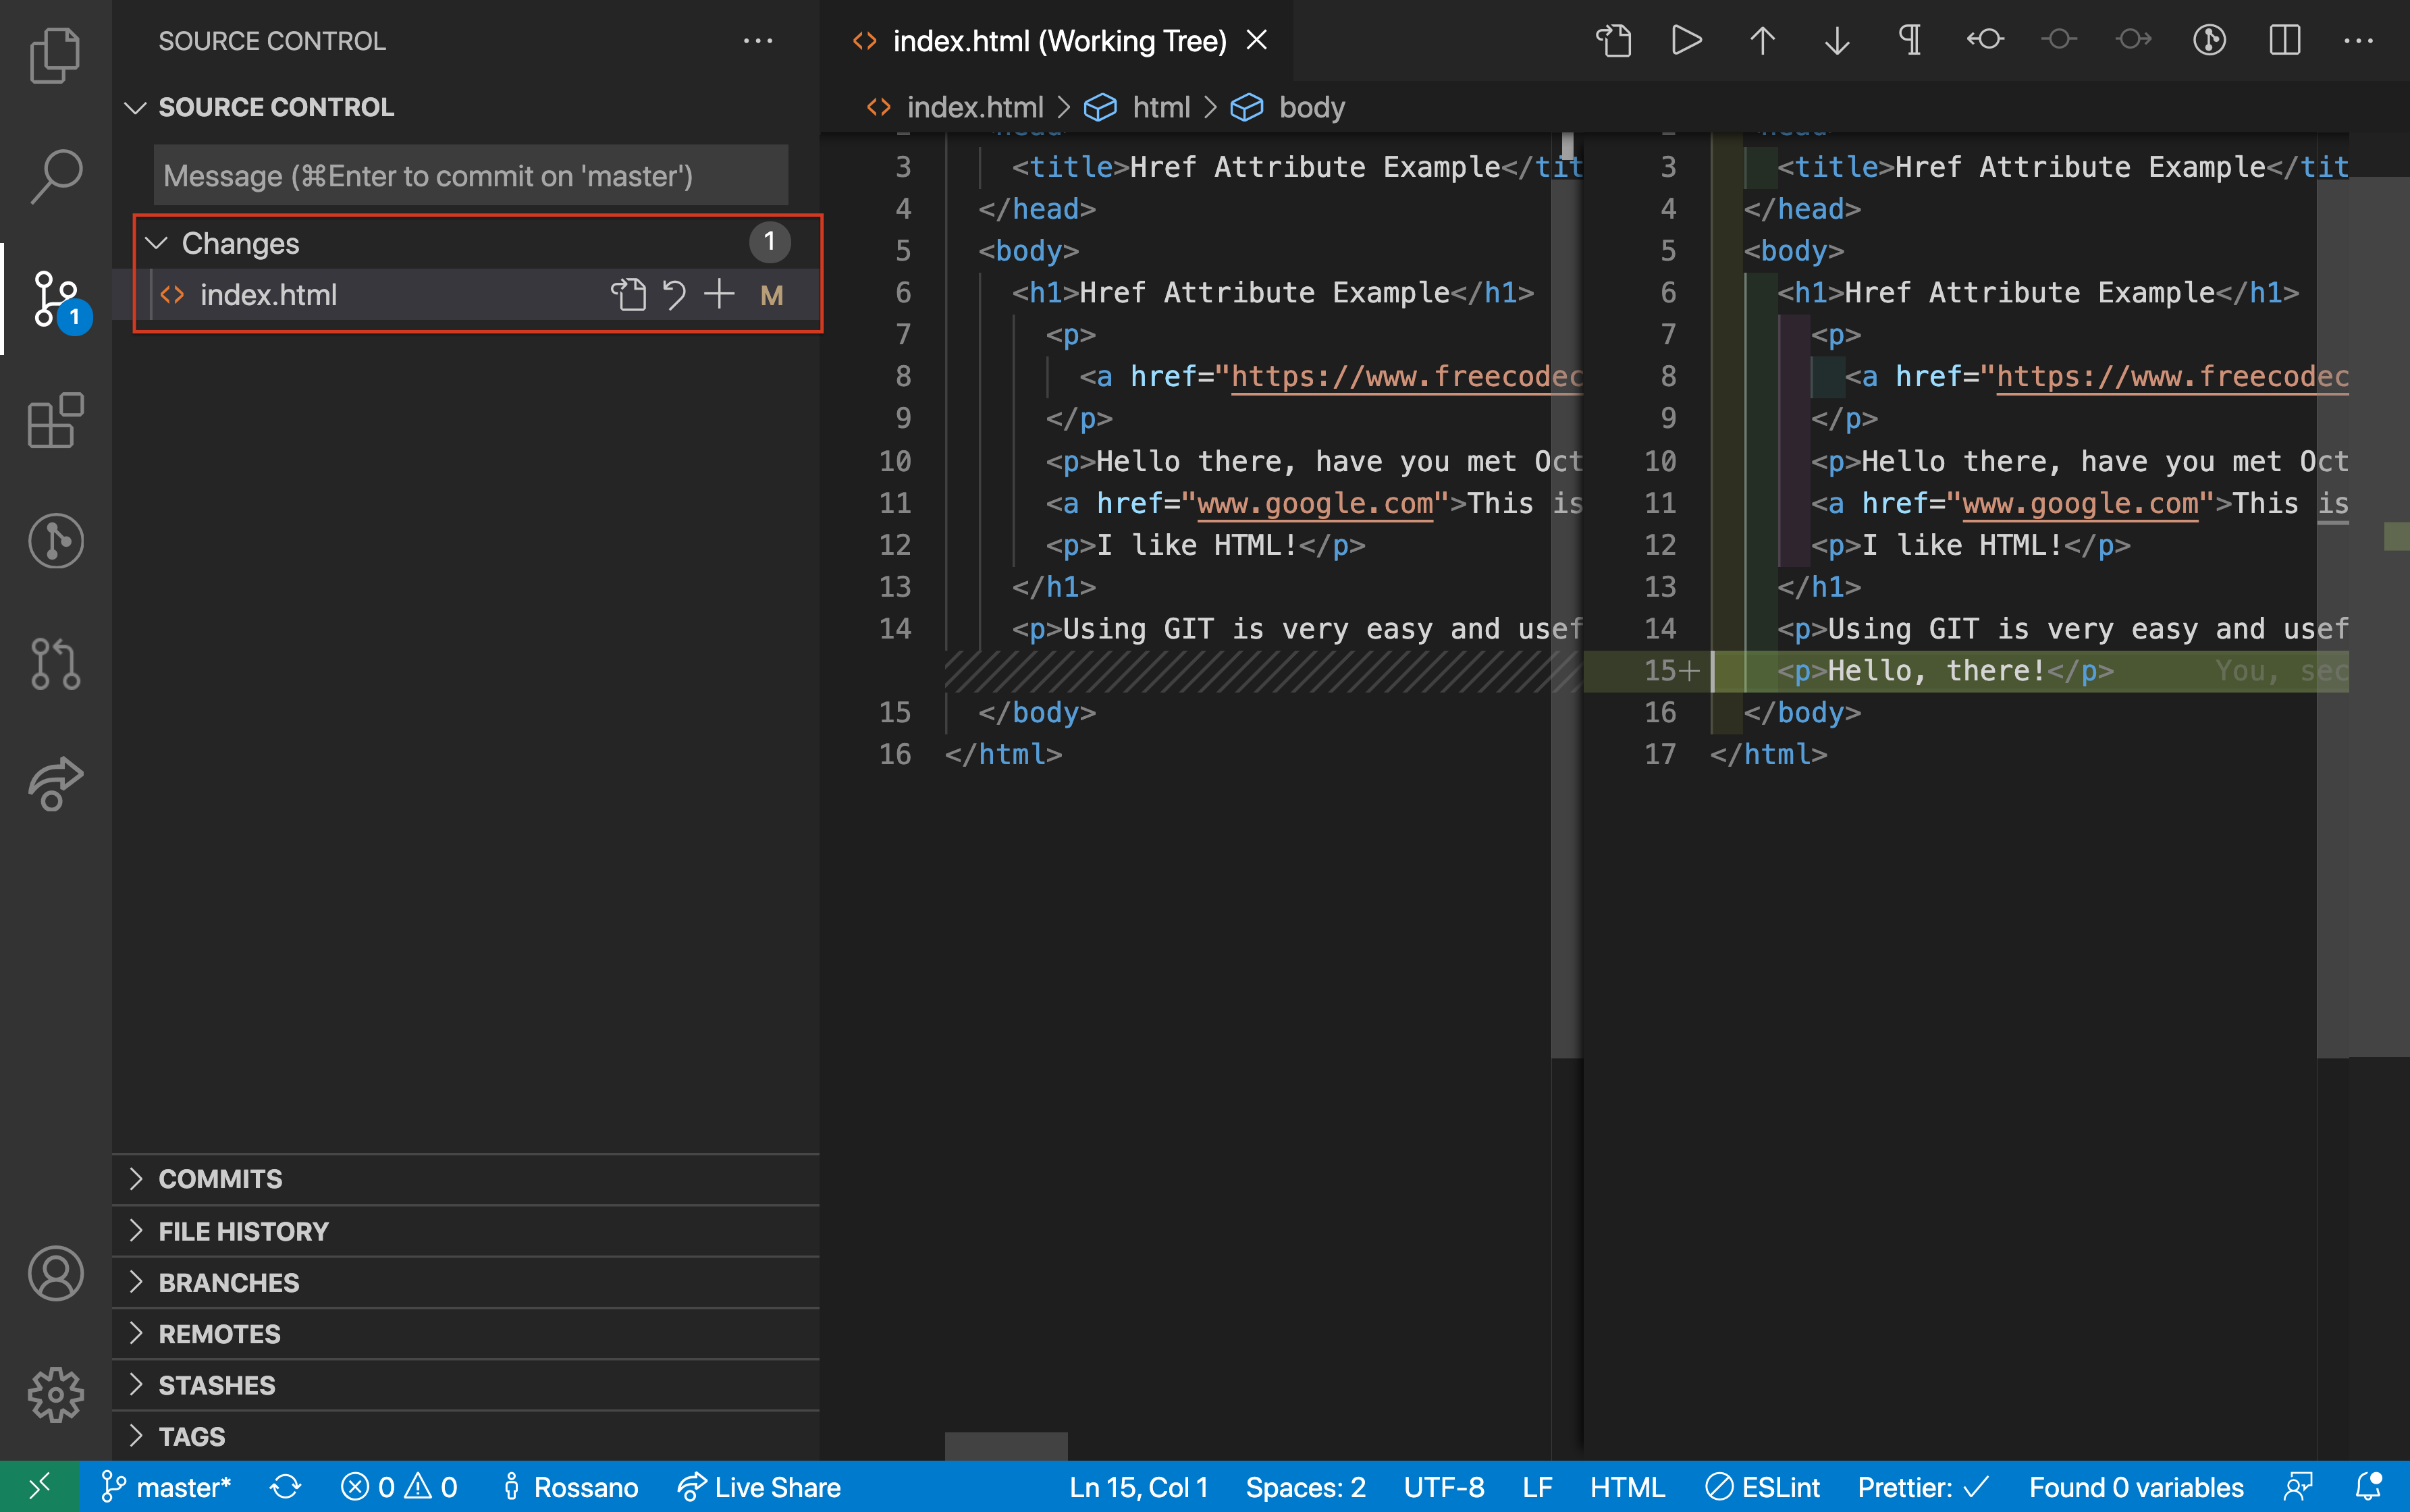 SOURCE CONTROL
SOURCE CONTROL
Message (⌘Enter to commit on 'master')
Changes 1
index.html M
1
COMMITS
FILE HISTORY
BRANCHES
REMOTES
STASHES
TAGS
index.html (Working Tree)
index.html > html > body
3 <title>Href Attribute Example</tit
4 </head>
5 <body>
6 <h1>Href Attribute Example</h1>
7 <p>
8 <a href="https://www.freecodec
9 </p>
10 <p>Hello there, have you met Oct
11 <a href="www.google.com">This is
12 <p>I like HTML!</p>
13 </h1>
14 <p>Using GIT is very easy and usef
15 </body>
16 </html>
3 <title>Href Attribute Example</tit
4 </head>
5 <body>
6 <h1>Href Attribute Example</h1>
7 <p>
8 <a href="https://www.freecodec
9 </p>
10 <p>Hello there, have you met Oct
11 <a href="www.google.com">This is
12 <p>I like HTML!</p>
13 </h1>
14 <p>Using GIT is very easy and usef
15+ <p>Hello, there!</p> You, sec
16 </body>
17 </html>
master* 0 0 Rossano Live Share Ln 15, Col 1 Spaces: 2 UTF-8 LF HTML ESLint Prettier: ✓ Found 0 variables